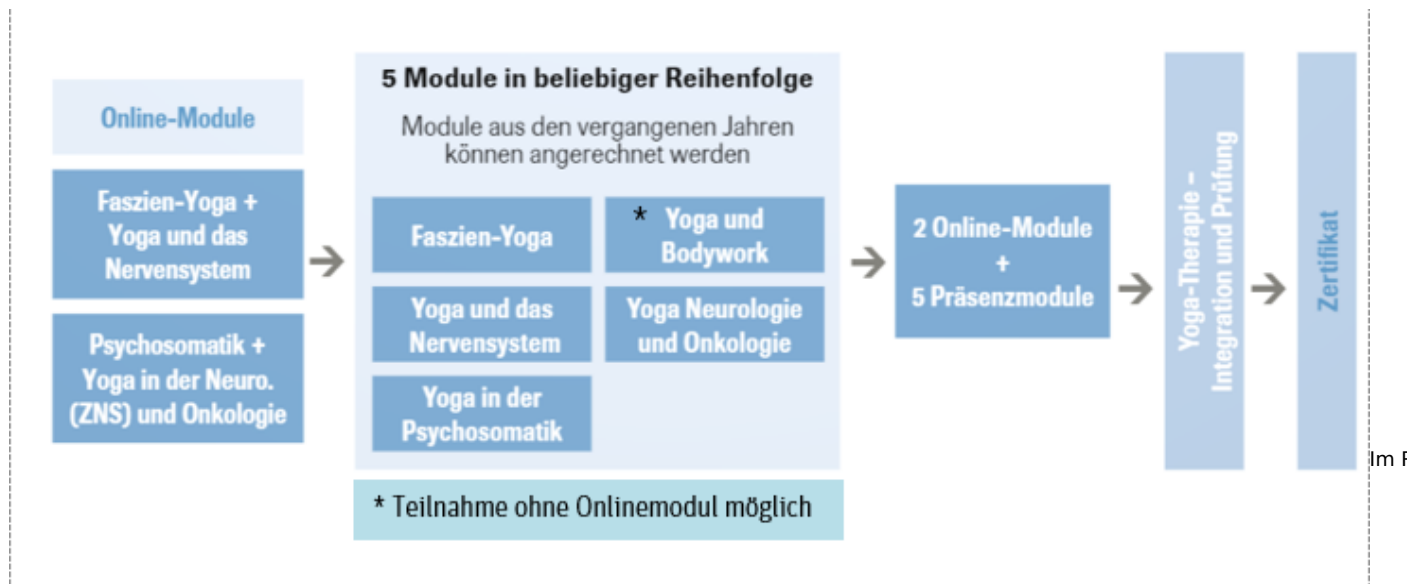 Online-Module
Faszien-Yoga +
Yoga und das
Nervensystem
Psychosomatik +
Yoga in der Neuro.
(ZNS) und Onkologie
5 Module in beliebiger Reihenfolge
Module aus den vergangenen Jahren
können angerechnet werden
Faszien-Yoga
* Yoga und
Bodywork
Yoga und das
Nervensystem
Yoga Neurologie
und Onkologie
Yoga in der
Psychosomatik
* Teilnahme ohne Onlinemodul möglich
2 Online-Module
+
5 Präsenzmodule
Yoga-Therapie –
Integration und Prüfung
Zertifikat
Im